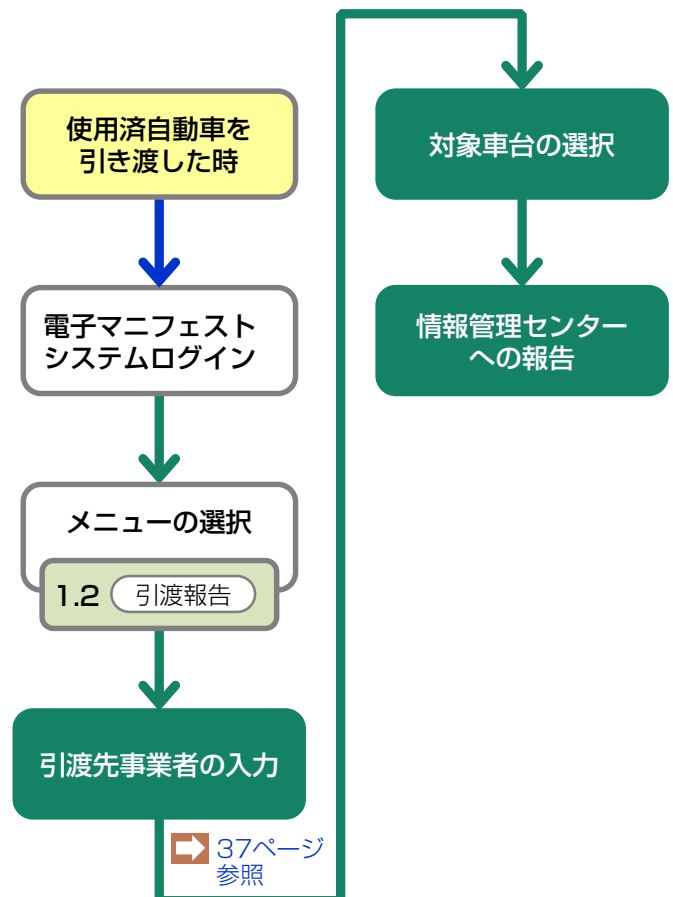 使用済自動車を
引き渡した時
電子マニフェスト
システムログイン
メニューの選択
1.2 引渡報告
引渡先事業者の入力
37ページ
参照
対象車台の選択
情報管理センター
への報告